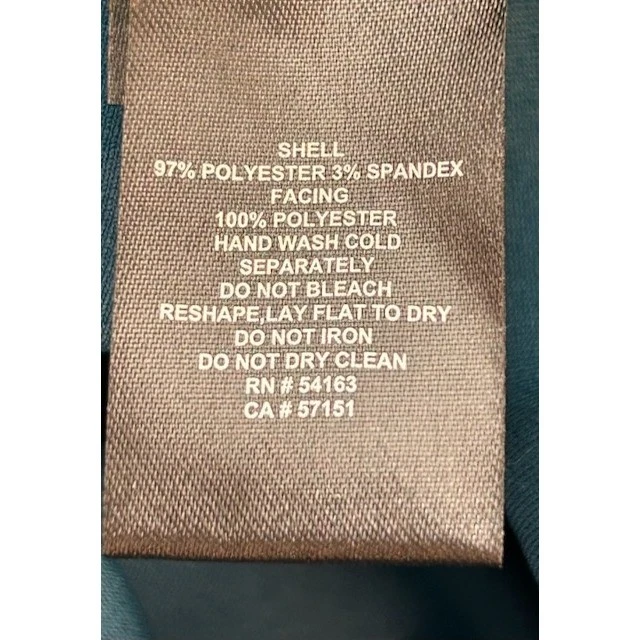 SHELL
97% POLYESTER 3% SPANDEX
FACING
100% POLYESTER
HAND WASH COLD
SEPARATELY
DO NOT BLEACH
RESHAPE,LAY FLAT TO DRY
DO NOT IRON
DO NOT DRY CLEAN
RN # 54163
CA # 57151